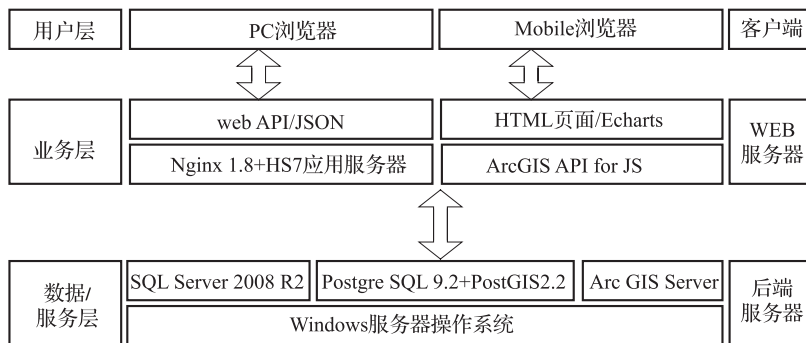 用户层
PC浏览器
Mobile浏览器
客户端
业务层
web API/JSON
HTML页面/Echarts
WEB
服务器
Nginx 1.8+HS7应用服务器
ArcGIS API for JS
数据/
服务层
SQL Server 2008 R2
Postgre SQL 9.2+PostGIS2.2
Arc GIS Server
后端
服务器
Windows服务器操作系统